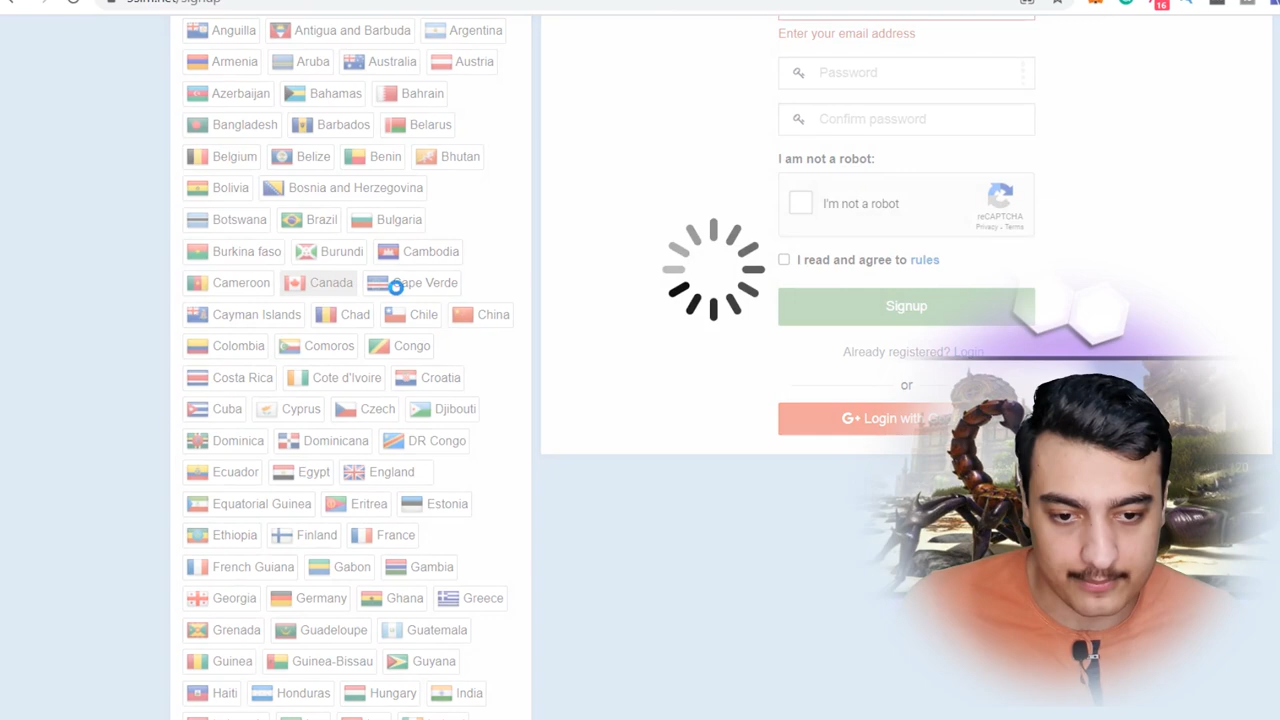 5sim.net/signup
16
Anguilla Antigua and Barbuda Argentina
Armenia Aruba Australia Austria
Azerbaijan Bahamas Bahrain
Bangladesh Barbados Belarus
Belgium Belize Benin Bhutan
Bolivia Bosnia and Herzegovina
Botswana Brazil Bulgaria
Burkina faso Burundi Cambodia
Cameroon Canada Cape Verde
Cayman Islands Chad Chile China
Colombia Comoros Congo
Costa Rica Cote d'Ivoire Croatia
Cuba Cyprus Czech Djibouti
Dominica Dominicana DR Congo
Ecuador Egypt England
Equatorial Guinea Eritrea Estonia
Ethiopia Finland France
French Guiana Gabon Gambia
Georgia Germany Ghana Greece
Grenada Guadeloupe Guatemala
Guinea Guinea-Bissau Guyana
Haiti Honduras Hungary India
Enter your email address
Password
Confirm password
I am not a robot:
I'm not a robot
reCAPTCHA
Privacy - Terms
I read and agree to rules
Signup
Already registered? Login
or
G+ Login with